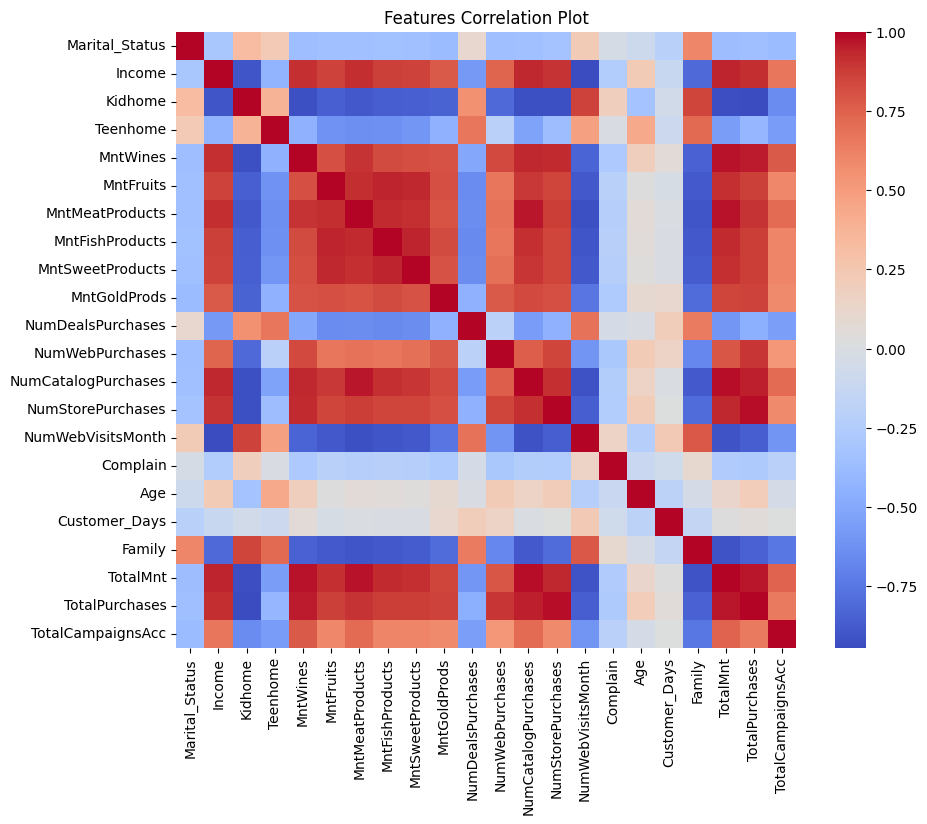 Features Correlation Plot
Marital_Status
Income
Kidhome
Teenhome
MntWines
MntFruits
MntMeatProducts
MntFishProducts
MntSweetProducts
MntGoldProds
NumDealsPurchases
NumWebPurchases
NumCatalogPurchases
NumStorePurchases
NumWebVisitsMonth
Complain
Age
Customer_Days
Family
TotalMnt
TotalPurchases
TotalCampaignsAcc
Marital_Status
Income
Kidhome
Teenhome
MntWines
MntFruits
MntMeatProducts
MntFishProducts
MntSweetProducts
MntGoldProds
NumDealsPurchases
NumWebPurchases
NumCatalogPurchases
NumStorePurchases
NumWebVisitsMonth
Complain
Age
Customer_Days
Family
TotalMnt
TotalPurchases
TotalCampaignsAcc
1.00
0.75
0.50
0.25
0.00
−0.25
−0.50
−0.75